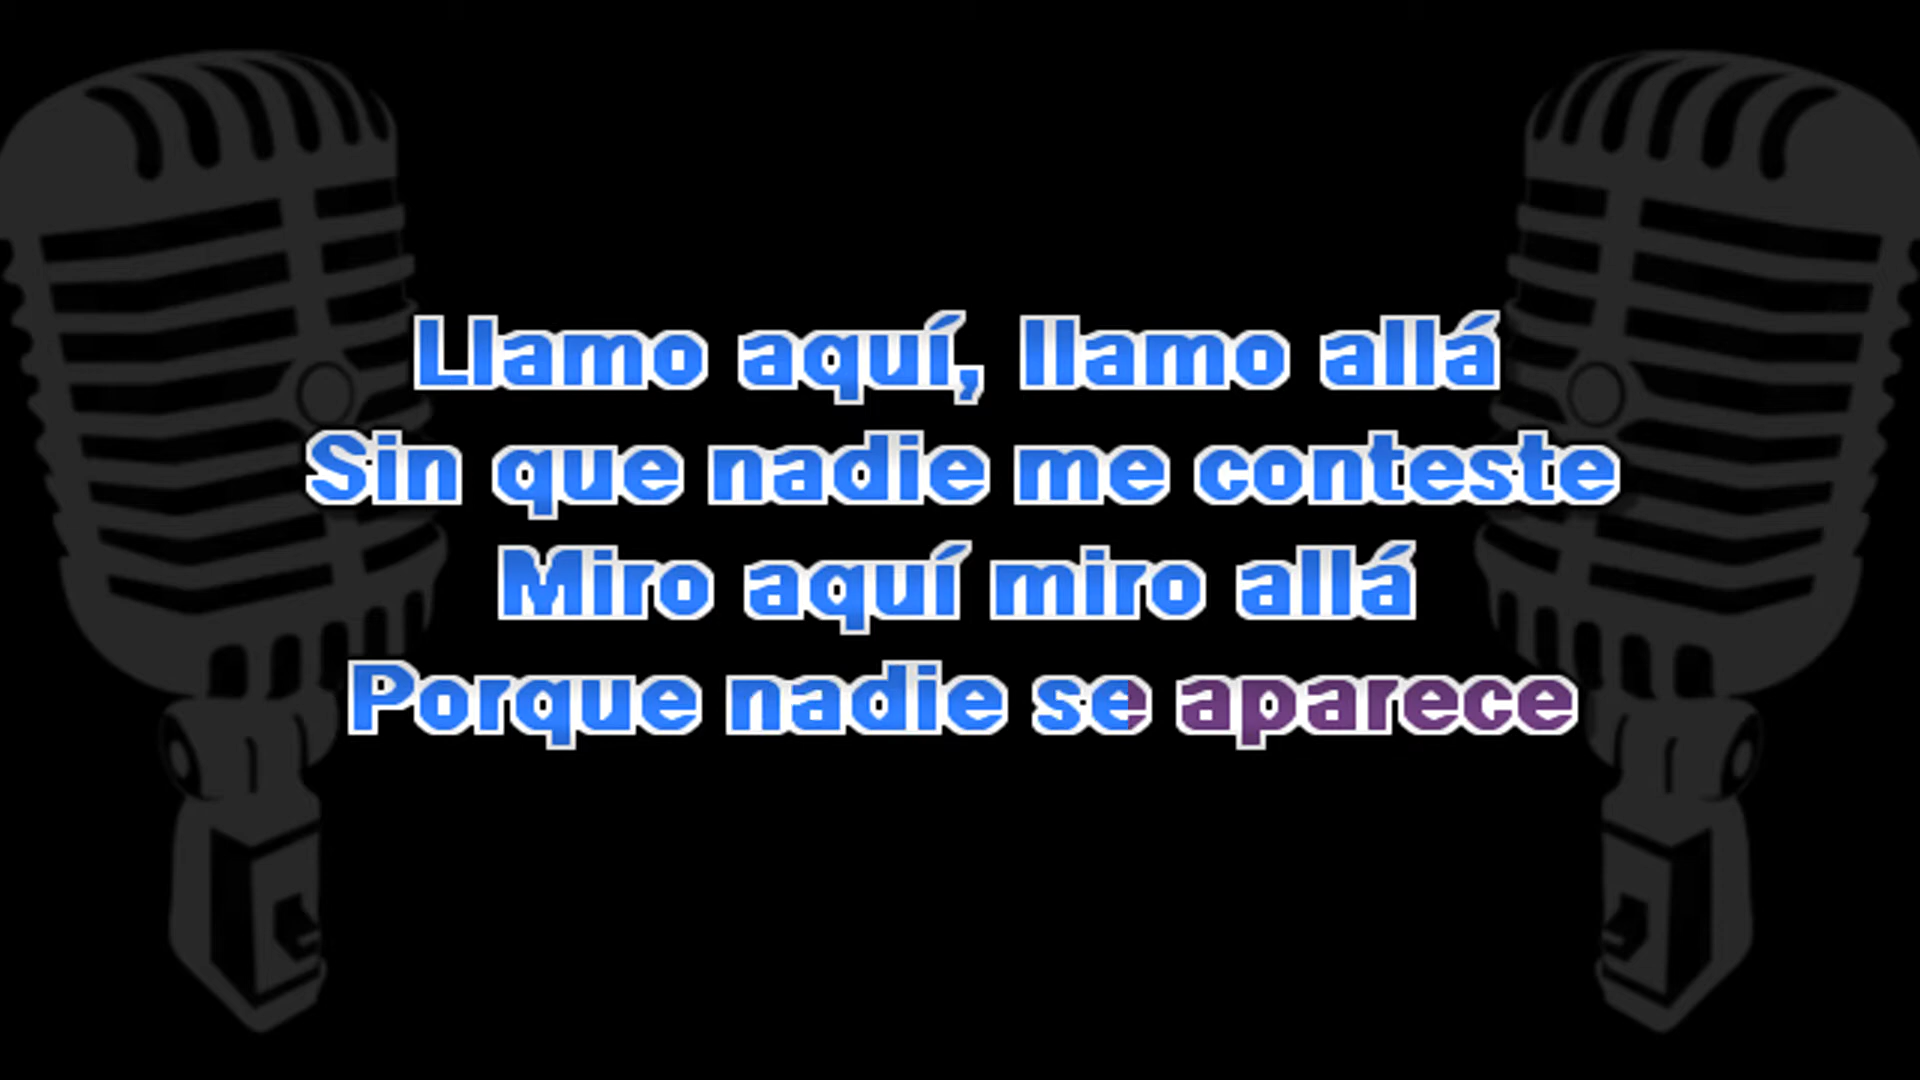 Llamo aquí, llamo allá
Sin que nadie me conteste
Miro aquí miro allá
Porque nadie se aparece